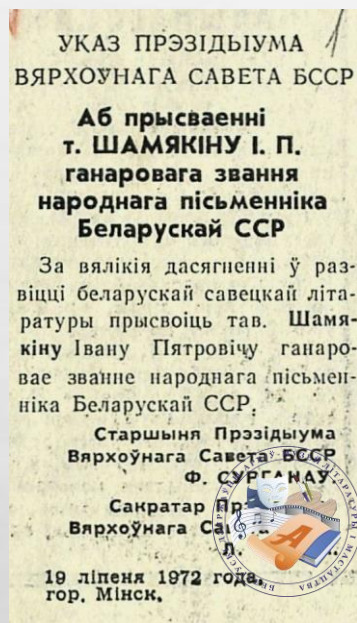 УКАЗ ПРЭЗІДЫУМА
ВЯРХОЎНАГА САВЕТА БССР
Аб прысваенні
т. ШАМЯКІНУ І. П.
ганаровага звання
народнага пісьменніка
Беларускай ССР
За вялікія дасягненні ў раз-
віцці беларускай савецкай літа-
ратуры прысвоіць тав. Шамя-
кіну Івану Пятровічу ганаро-
вае званне народнага пісьмен-
ніка Беларускай ССР.
Старшыня Прэзідыума
Вярхоўнага Савета БССР
Ф. СУРГАНАЎ.
Сакратар
Вярхоўнага
19 ліпеня 1972 года,
гор. Мінск.